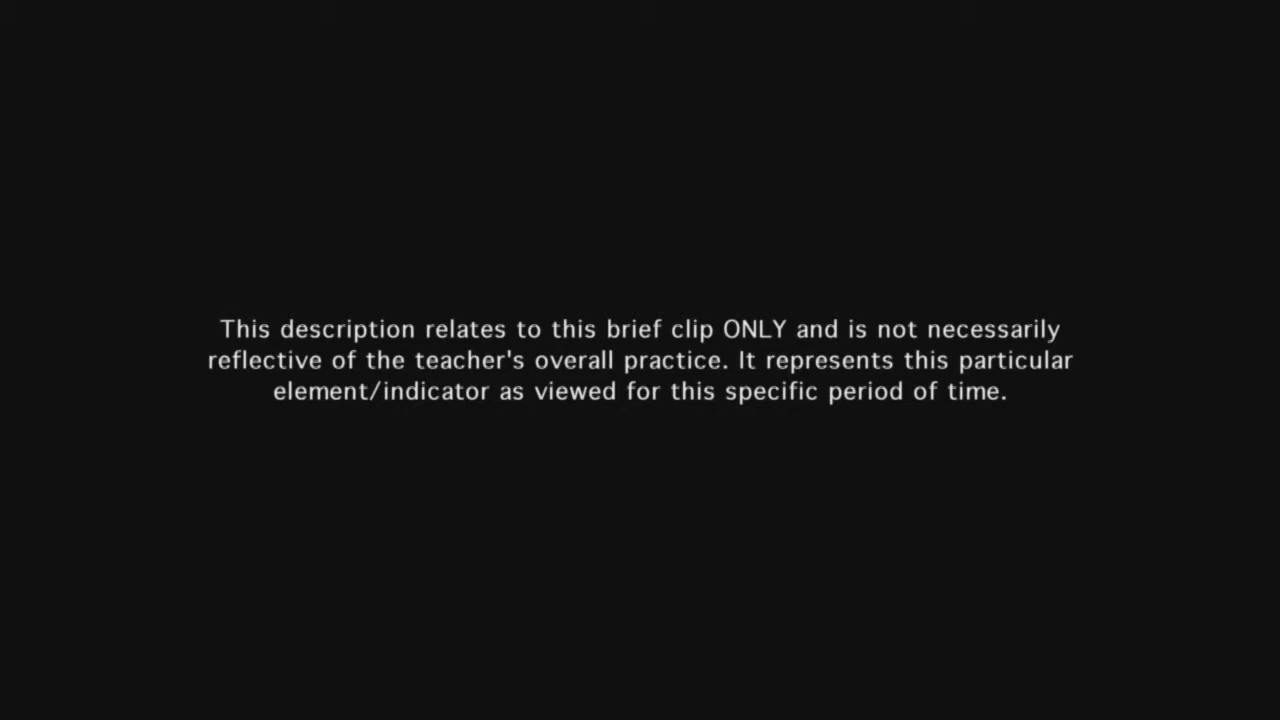 This description relates to this brief clip ONLY and is not necessarily
reflective of the teacher's overall practice. It represents this particular
element/indicator as viewed for this specific period of time.